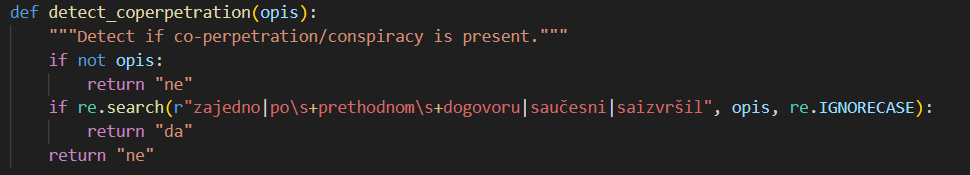 def detect_coperpetration(opis):
    """Detect if co-perpetration/conspiracy is present."""
    if not opis:
        return "ne"
    if re.search(r"zajedno|po\s+prethodnom\s+dogovoru|saučesni|saizvršil", opis, re.IGNORECASE):
        return "da"
    return "ne"